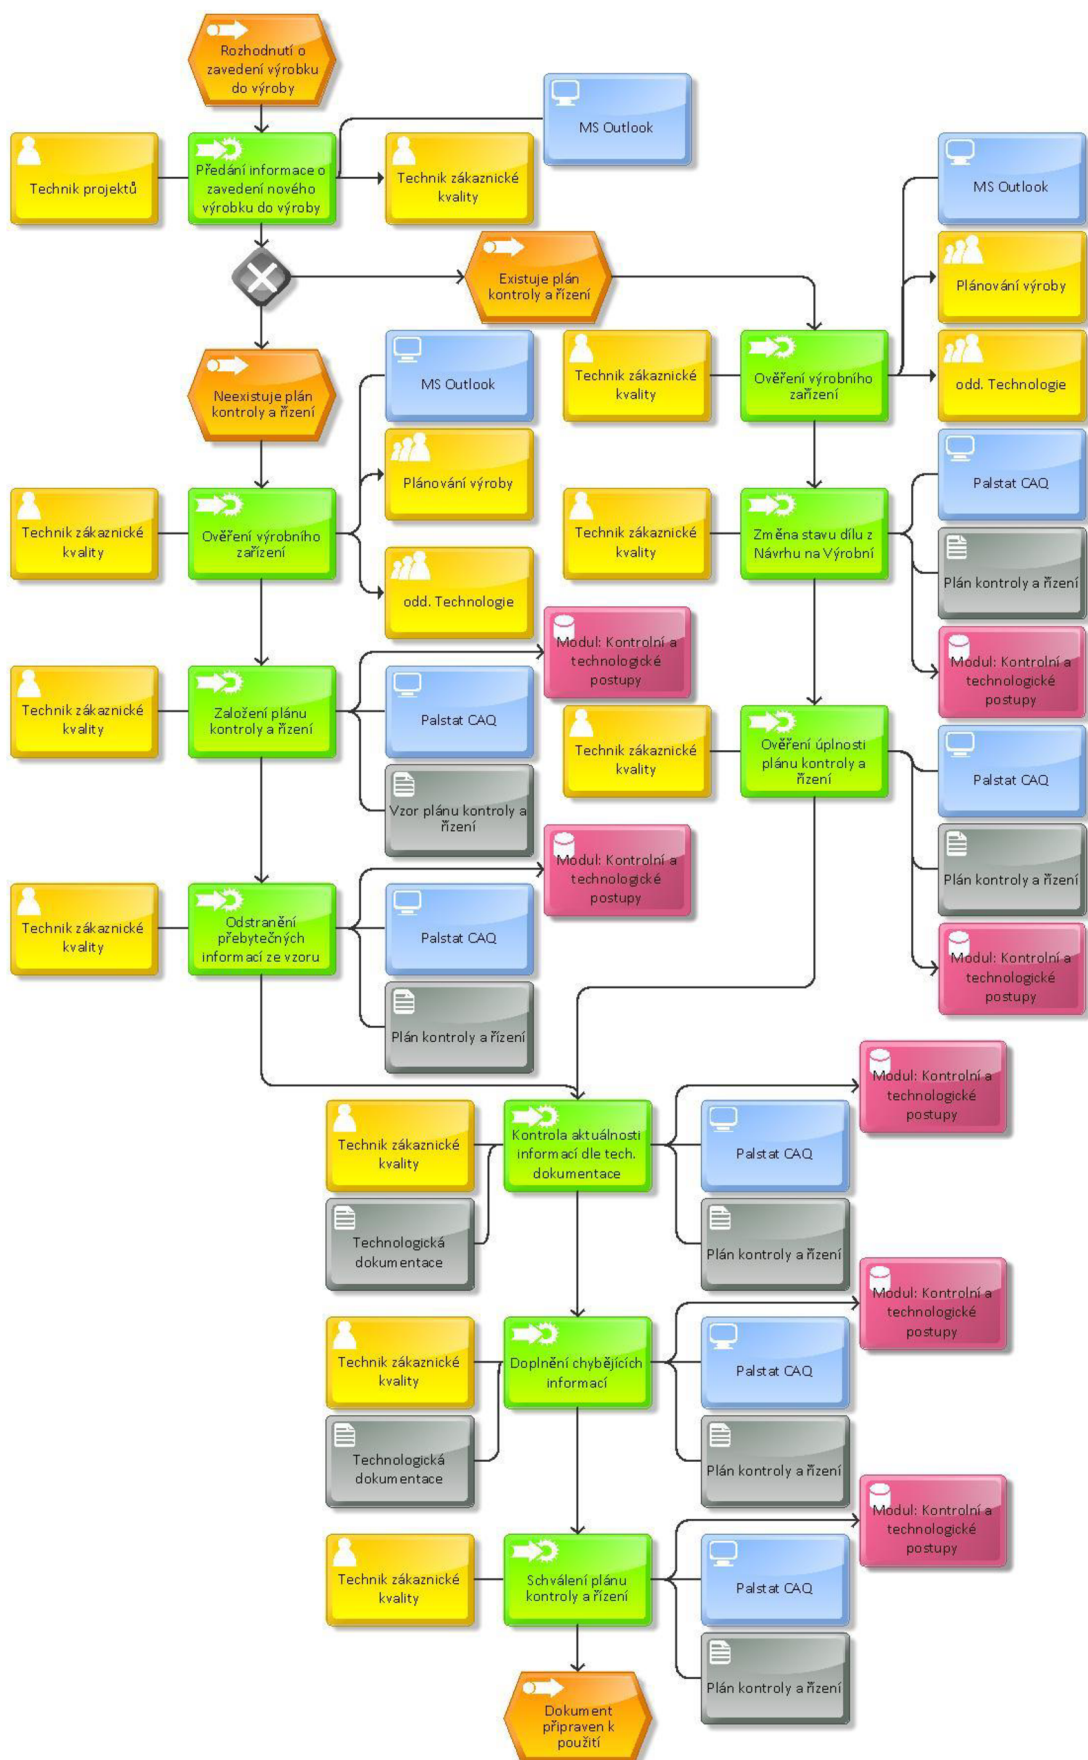 Rozhodnutí o
zavedení výrobku
do výroby
MS Outlook
Technik projektů
Předání informace o
zavedení nového
výrobku do výroby
Technik zákaznické
kvality
MS Outlook
Existuje plán
kontroly a řízení
Plánování výroby
Neexistuje plán
kontroly a řízení
MS Outlook
Technik zákaznické
kvality
Ověření výrobního
zařízení
odd. Technologie
Plánování výroby
Technik zákaznické
kvality
Ověření výrobního
zařízení
odd. Technologie
Technik zákaznické
kvality
Změna stavu dílu z
Návrhu na Výrobní
Palstat CAQ
Plán kontroly a řízení
Modul: Kontrolní a
technologické
postupy
Technik zákaznické
kvality
Založení plánu
kontroly a řízení
Modul: Kontrolní a
technologické
postupy
Palstat CAQ
Vzor plánu kontroly a
řízení
Technik zákaznické
kvality
Ověření úplnosti
plánu kontroly a
řízení
Palstat CAQ
Plán kontroly a řízení
Modul: Kontrolní a
technologické
postupy
Technik zákaznické
kvality
Odstranění
přebytečných
informací ze vzoru
Modul: Kontrolní a
technologické
postupy
Palstat CAQ
Plán kontroly a řízení
Technik zákaznické
kvality
Technologická
dokumentace
Kontrola aktuálnosti
informací dle tech.
dokumentace
Modul: Kontrolní a
technologické
postupy
Palstat CAQ
Plán kontroly a řízení
Technik zákaznické
kvality
Technologická
dokumentace
Doplnění chybějících
informací
Modul: Kontrolní a
technologické
postupy
Palstat CAQ
Plán kontroly a řízení
Technik zákaznické
kvality
Schválení plánu
kontroly a řízení
Modul: Kontrolní a
technologické
postupy
Palstat CAQ
Plán kontroly a řízení
Dokument
připraven k
použití